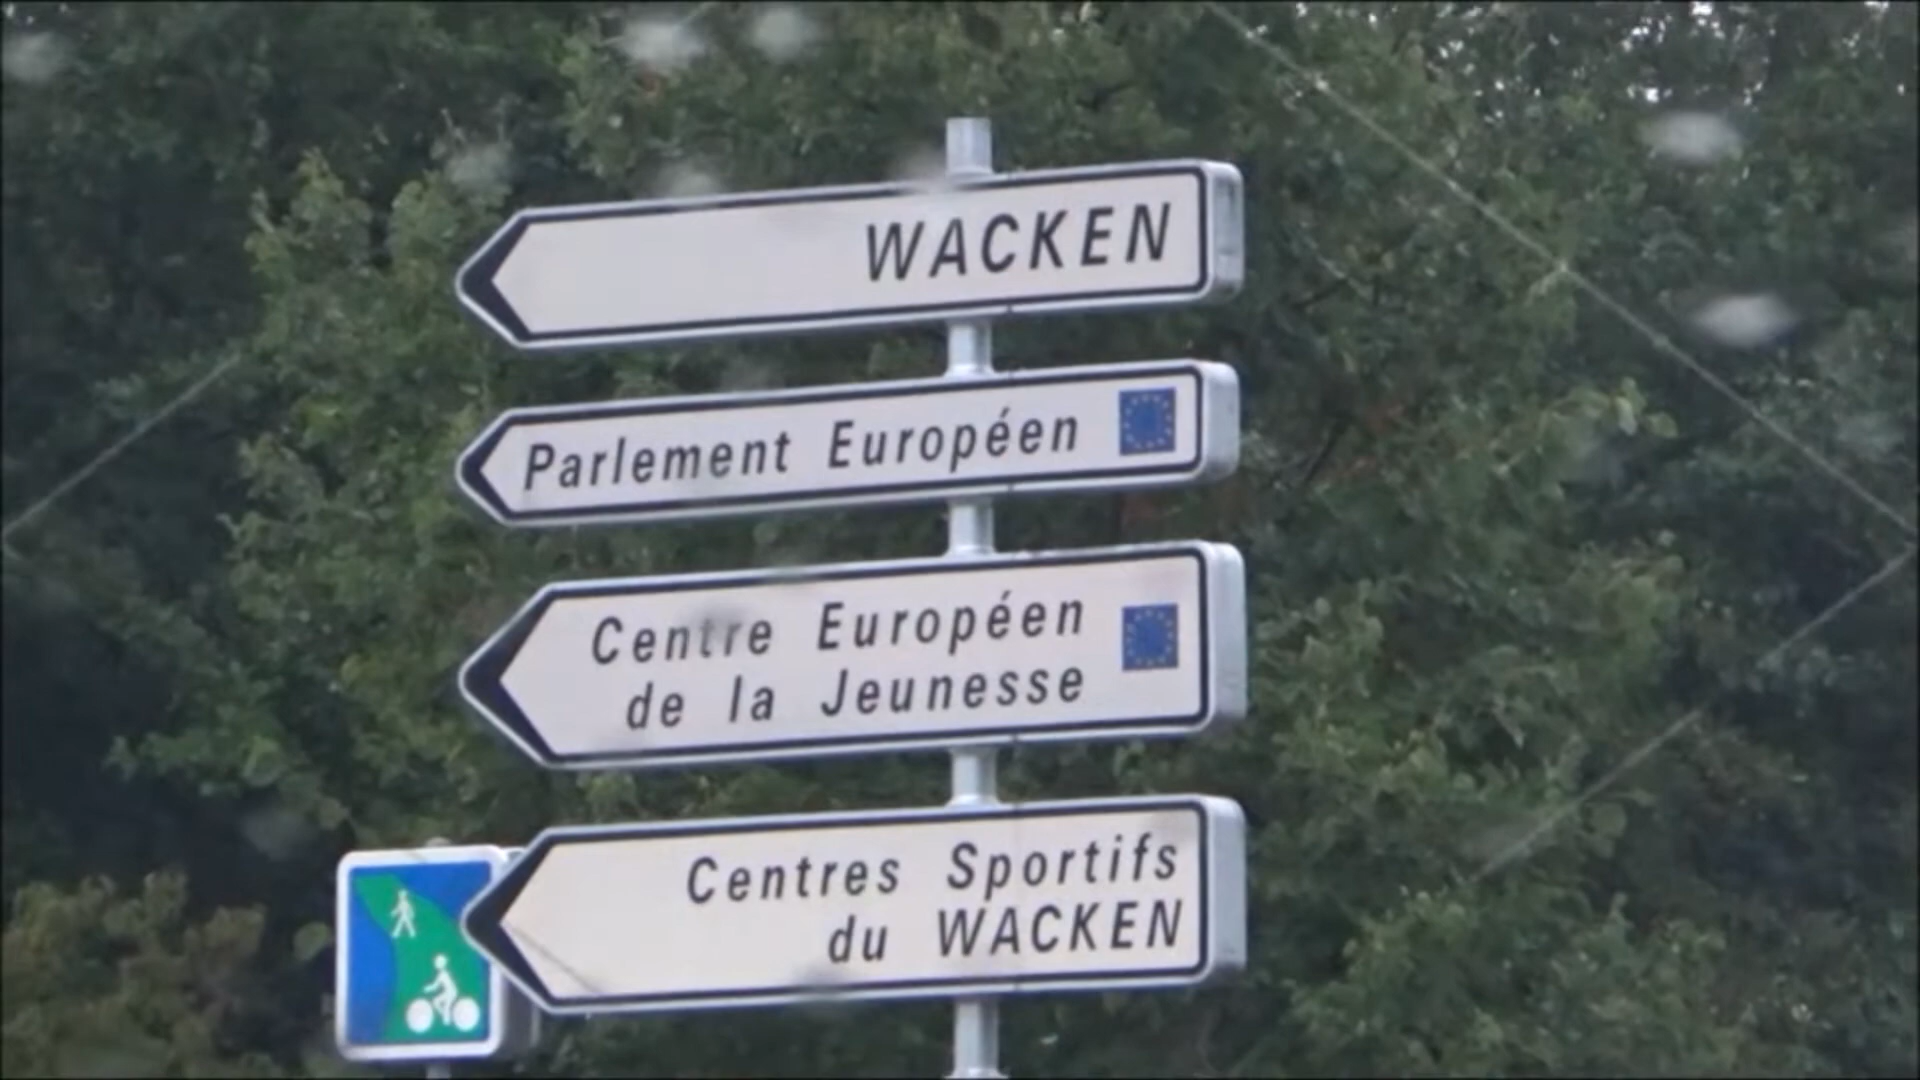 WACKEN
Parlement Européen
Centre Européen
de la Jeunesse
Centres Sportifs
du WACKEN